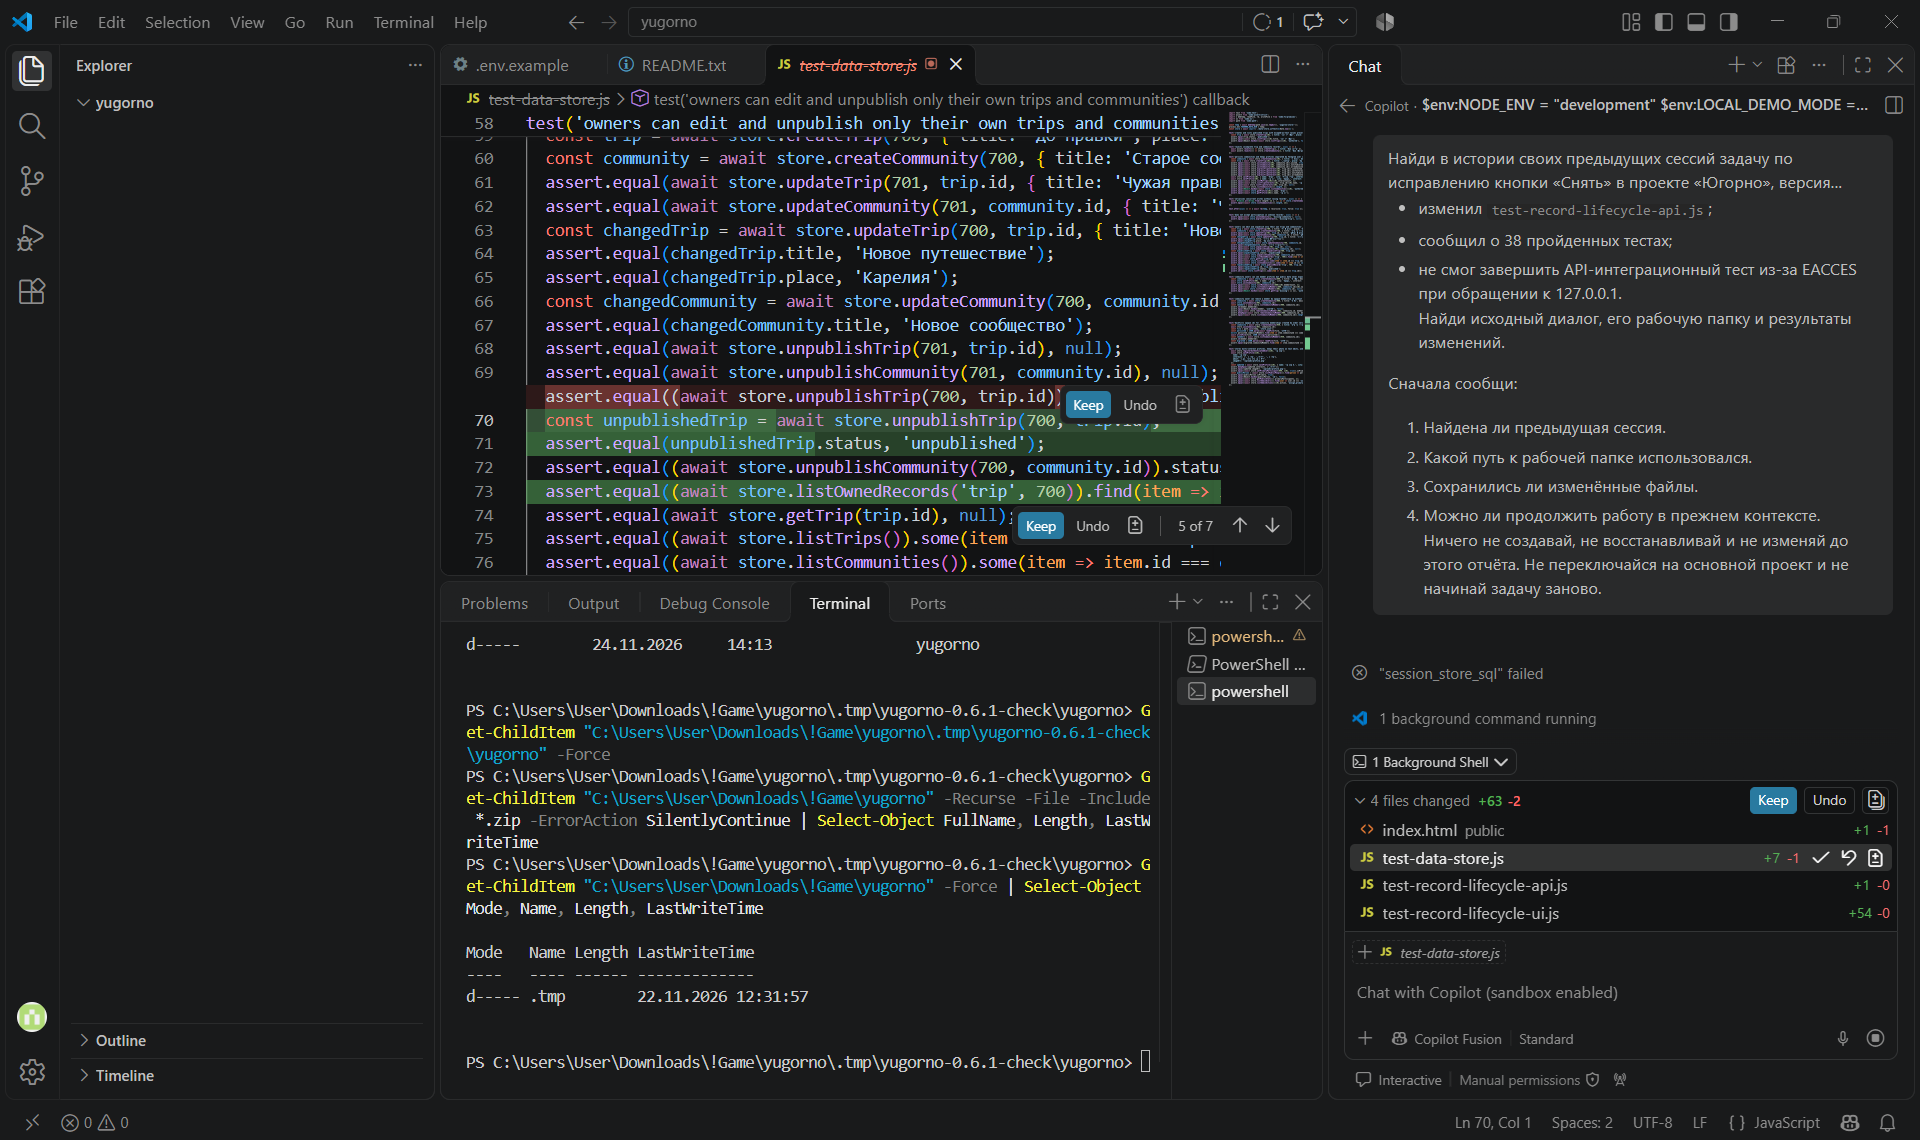 File Edit Selection View Go Run Terminal Help
yugorno
1
Explorer
yugorno
Outline
Timeline
.env.example
README.txt
JS test-data-store.js
JS test-data-store.js > test('owners can edit and unpublish only their own trips and communities') callback
58 test('owners can edit and unpublish only their own trips and communities
60 const community = await store.createCommunity(700, { title: 'Старое соо
61 assert.equal(await store.updateTrip(701, trip.id, { title: 'Чужая прав
62 assert.equal(await store.updateCommunity(701, community.id, { title: '
63 const changedTrip = await store.updateTrip(700, trip.id, { title: 'Нов
64 assert.equal(changedTrip.title, 'Новое путешествие');
65 assert.equal(changedTrip.place, 'Карелия');
66 const changedCommunity = await store.updateCommunity(700, community.id
67 assert.equal(changedCommunity.title, 'Новое сообщество');
68 assert.equal(await store.unpublishTrip(701, trip.id), null);
69 assert.equal(await store.unpublishCommunity(701, community.id), null);
assert.equal((await store.unpublishTrip(700, trip.id)
Keep Undo
70 const unpublishedTrip = await store.unpublishTrip(700, trip.id);
71 assert.equal(unpublishedTrip.status, 'unpublished');
72 assert.equal((await store.unpublishCommunity(700, community.id)).statu
73 assert.equal((await store.listOwnedRecords('trip', 700)).find(item =>
74 assert.equal(await store.getTrip(trip.id), null);
75 assert.equal((await store.listTrips()).some(item
76 assert.equal((await store.listCommunities()).some(item => item.id ===
Keep Undo 5 of 7
Problems Output Debug Console Terminal Ports
d----- 24.11.2026 14:13 yugorno
PS C:\Users\User\Downloads\!Game\yugorno\.tmp\yugorno-0.6.1-check\yugorno> G
et-ChildItem "C:\Users\User\Downloads\!Game\yugorno\.tmp\yugorno-0.6.1-check
\yugorno" -Force
PS C:\Users\User\Downloads\!Game\yugorno\.tmp\yugorno-0.6.1-check\yugorno> G
et-ChildItem "C:\Users\User\Downloads\!Game\yugorno" -Recurse -File -Include
*.zip -ErrorAction SilentlyContinue | Select-Object FullName, Length, LastW
riteTime
PS C:\Users\User\Downloads\!Game\yugorno\.tmp\yugorno-0.6.1-check\yugorno> G
et-ChildItem "C:\Users\User\Downloads\!Game\yugorno" -Force | Select-Object
Mode, Name, Length, LastWriteTime
Mode Name Length LastWriteTime
---- ---- ------ -------------
d----- .tmp 22.11.2026 12:31:57
PS C:\Users\User\Downloads\!Game\yugorno\.tmp\yugorno-0.6.1-check\yugorno>
powersh...
PowerShell ...
powershell
Chat
Copilot · $env:NODE_ENV = "development" $env:LOCAL_DEMO_MODE =...
Найди в истории своих предыдущих сессий задачу по
исправлению кнопки «Снять» в проекте «Югорно», версия...
• изменил test-record-lifecycle-api.js ;
• сообщил о 38 пройденных тестах;
• не смог завершить API-интеграционный тест из-за EACCES
при обращении к 127.0.0.1.
Найди исходный диалог, его рабочую папку и результаты
изменений.
Сначала сообщи:
1. Найдена ли предыдущая сессия.
2. Какой путь к рабочей папке использовался.
3. Сохранились ли изменённые файлы.
4. Можно ли продолжить работу в прежнем контексте.
Ничего не создавай, не восстанавливай и не изменяй до
этого отчёта. Не переключайся на основной проект и не
начинай задачу заново.
"session_store_sql" failed
1 background command running
1 Background Shell
4 files changed +63 -2 Keep Undo
index.html public +1 -1
JS test-data-store.js +7 -1
JS test-record-lifecycle-api.js +1 -0
JS test-record-lifecycle-ui.js +54 -0
JS test-data-store.js
Chat with Copilot (sandbox enabled)
Copilot Fusion Standard
Interactive Manual permissions
0 0
Ln 70, Col 1 Spaces: 2 UTF-8 LF { } JavaScript